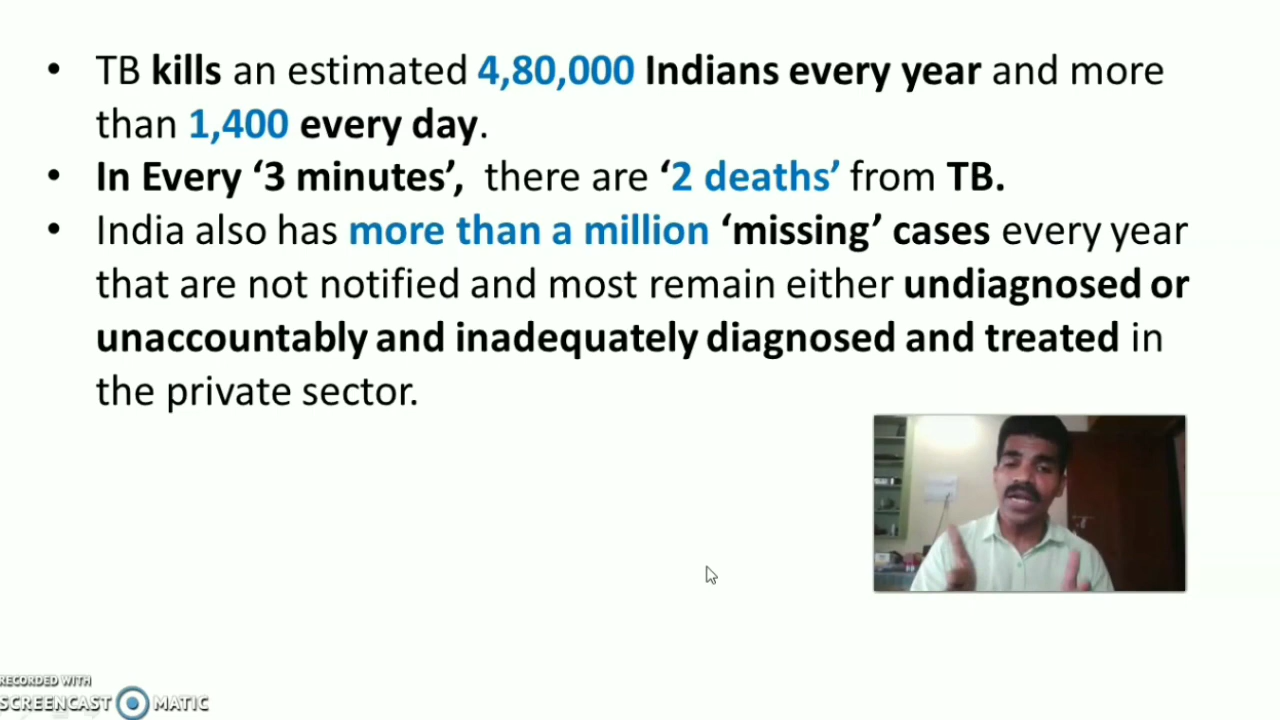 • TB kills an estimated 4,80,000 Indians every year and more
than 1,400 every day.
• In Every ‘3 minutes’, there are ‘2 deaths’ from TB.
• India also has more than a million ‘missing’ cases every year
that are not notified and most remain either undiagnosed or
unaccountably and inadequately diagnosed and treated in
the private sector.
RECORDED WITH
SCREENCAST MATIC